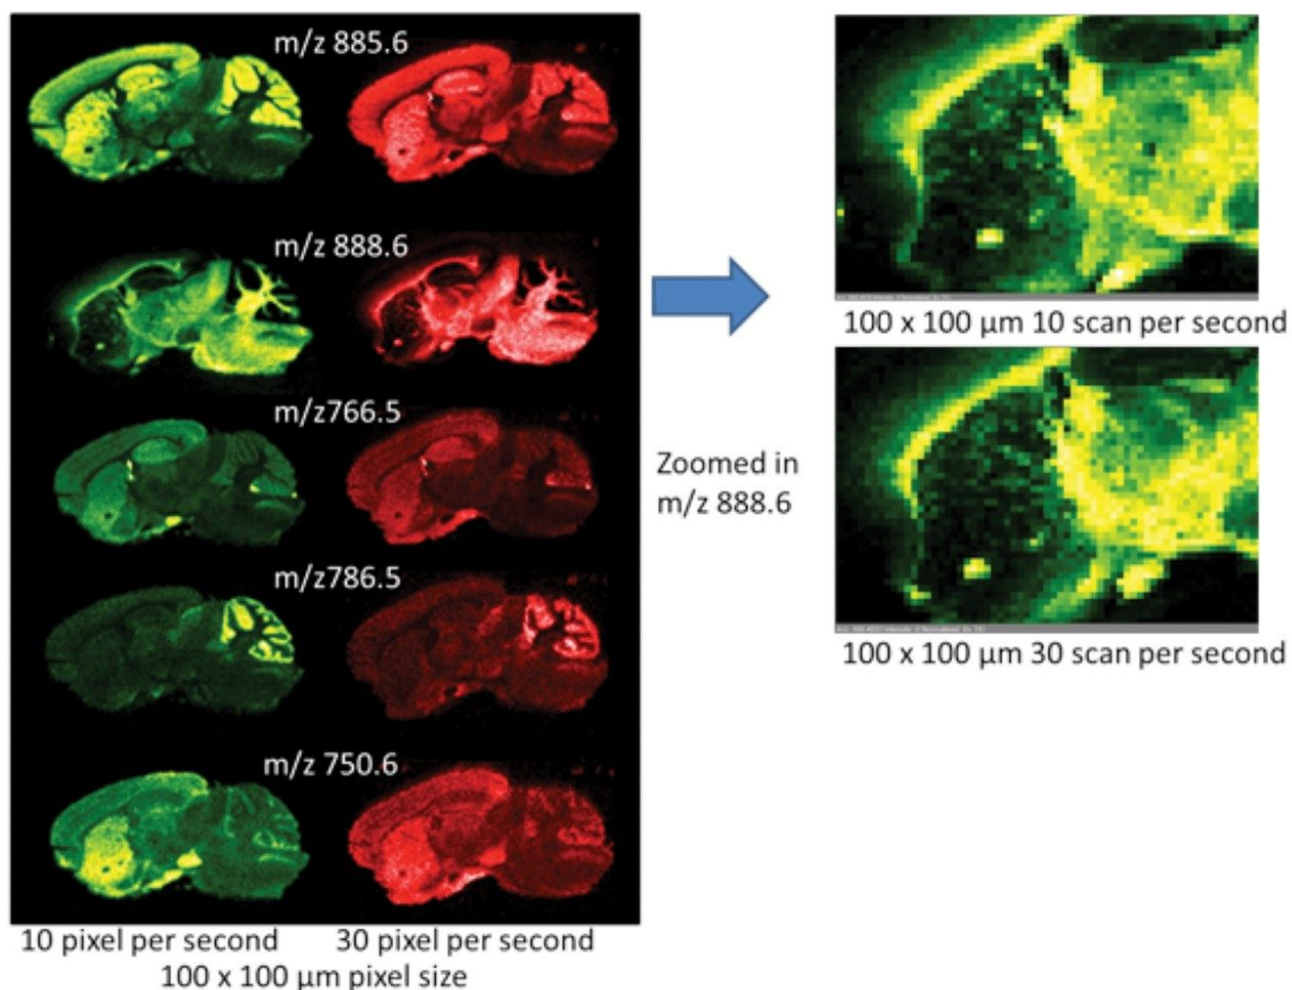 m/z 885.6
m/z 888.6
m/z766.5
m/z786.5
m/z 750.6
10 pixel per second
30 pixel per second
100 x 100 µm pixel size
Zoomed in
m/z 888.6
100 x 100 µm 10 scan per second
100 x 100 µm 30 scan per second